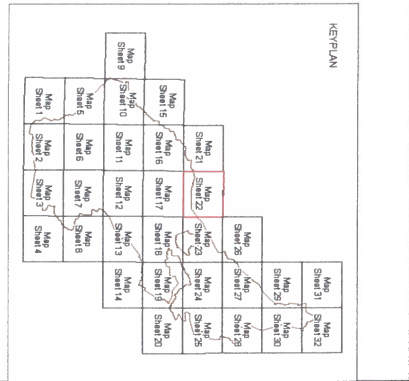 KEYPLAN
Map
Sheet 31
Map
Sheet 32
Map
Sheet 29
Map
Sheet 30
Map
Sheet 26
Map
Sheet 27
Map
Sheet 28
Map
Sheet 21
Map
Sheet 22
Map
Sheet 23
Map
Sheet 24
Map
Sheet 25
Map
Sheet 15
Map
Sheet 16
Map
Sheet 17
Map
Sheet 18
Map
Sheet 19
Map
Sheet 20
Map
Sheet 9
Map
Sheet 10
Map
Sheet 11
Map
Sheet 12
Map
Sheet 13
Map
Sheet 14
Map
Sheet 5
Map
Sheet 6
Map
Sheet 7
Map
Sheet 8
Map
Sheet 1
Map
Sheet 2
Map
Sheet 3
Map
Sheet 4